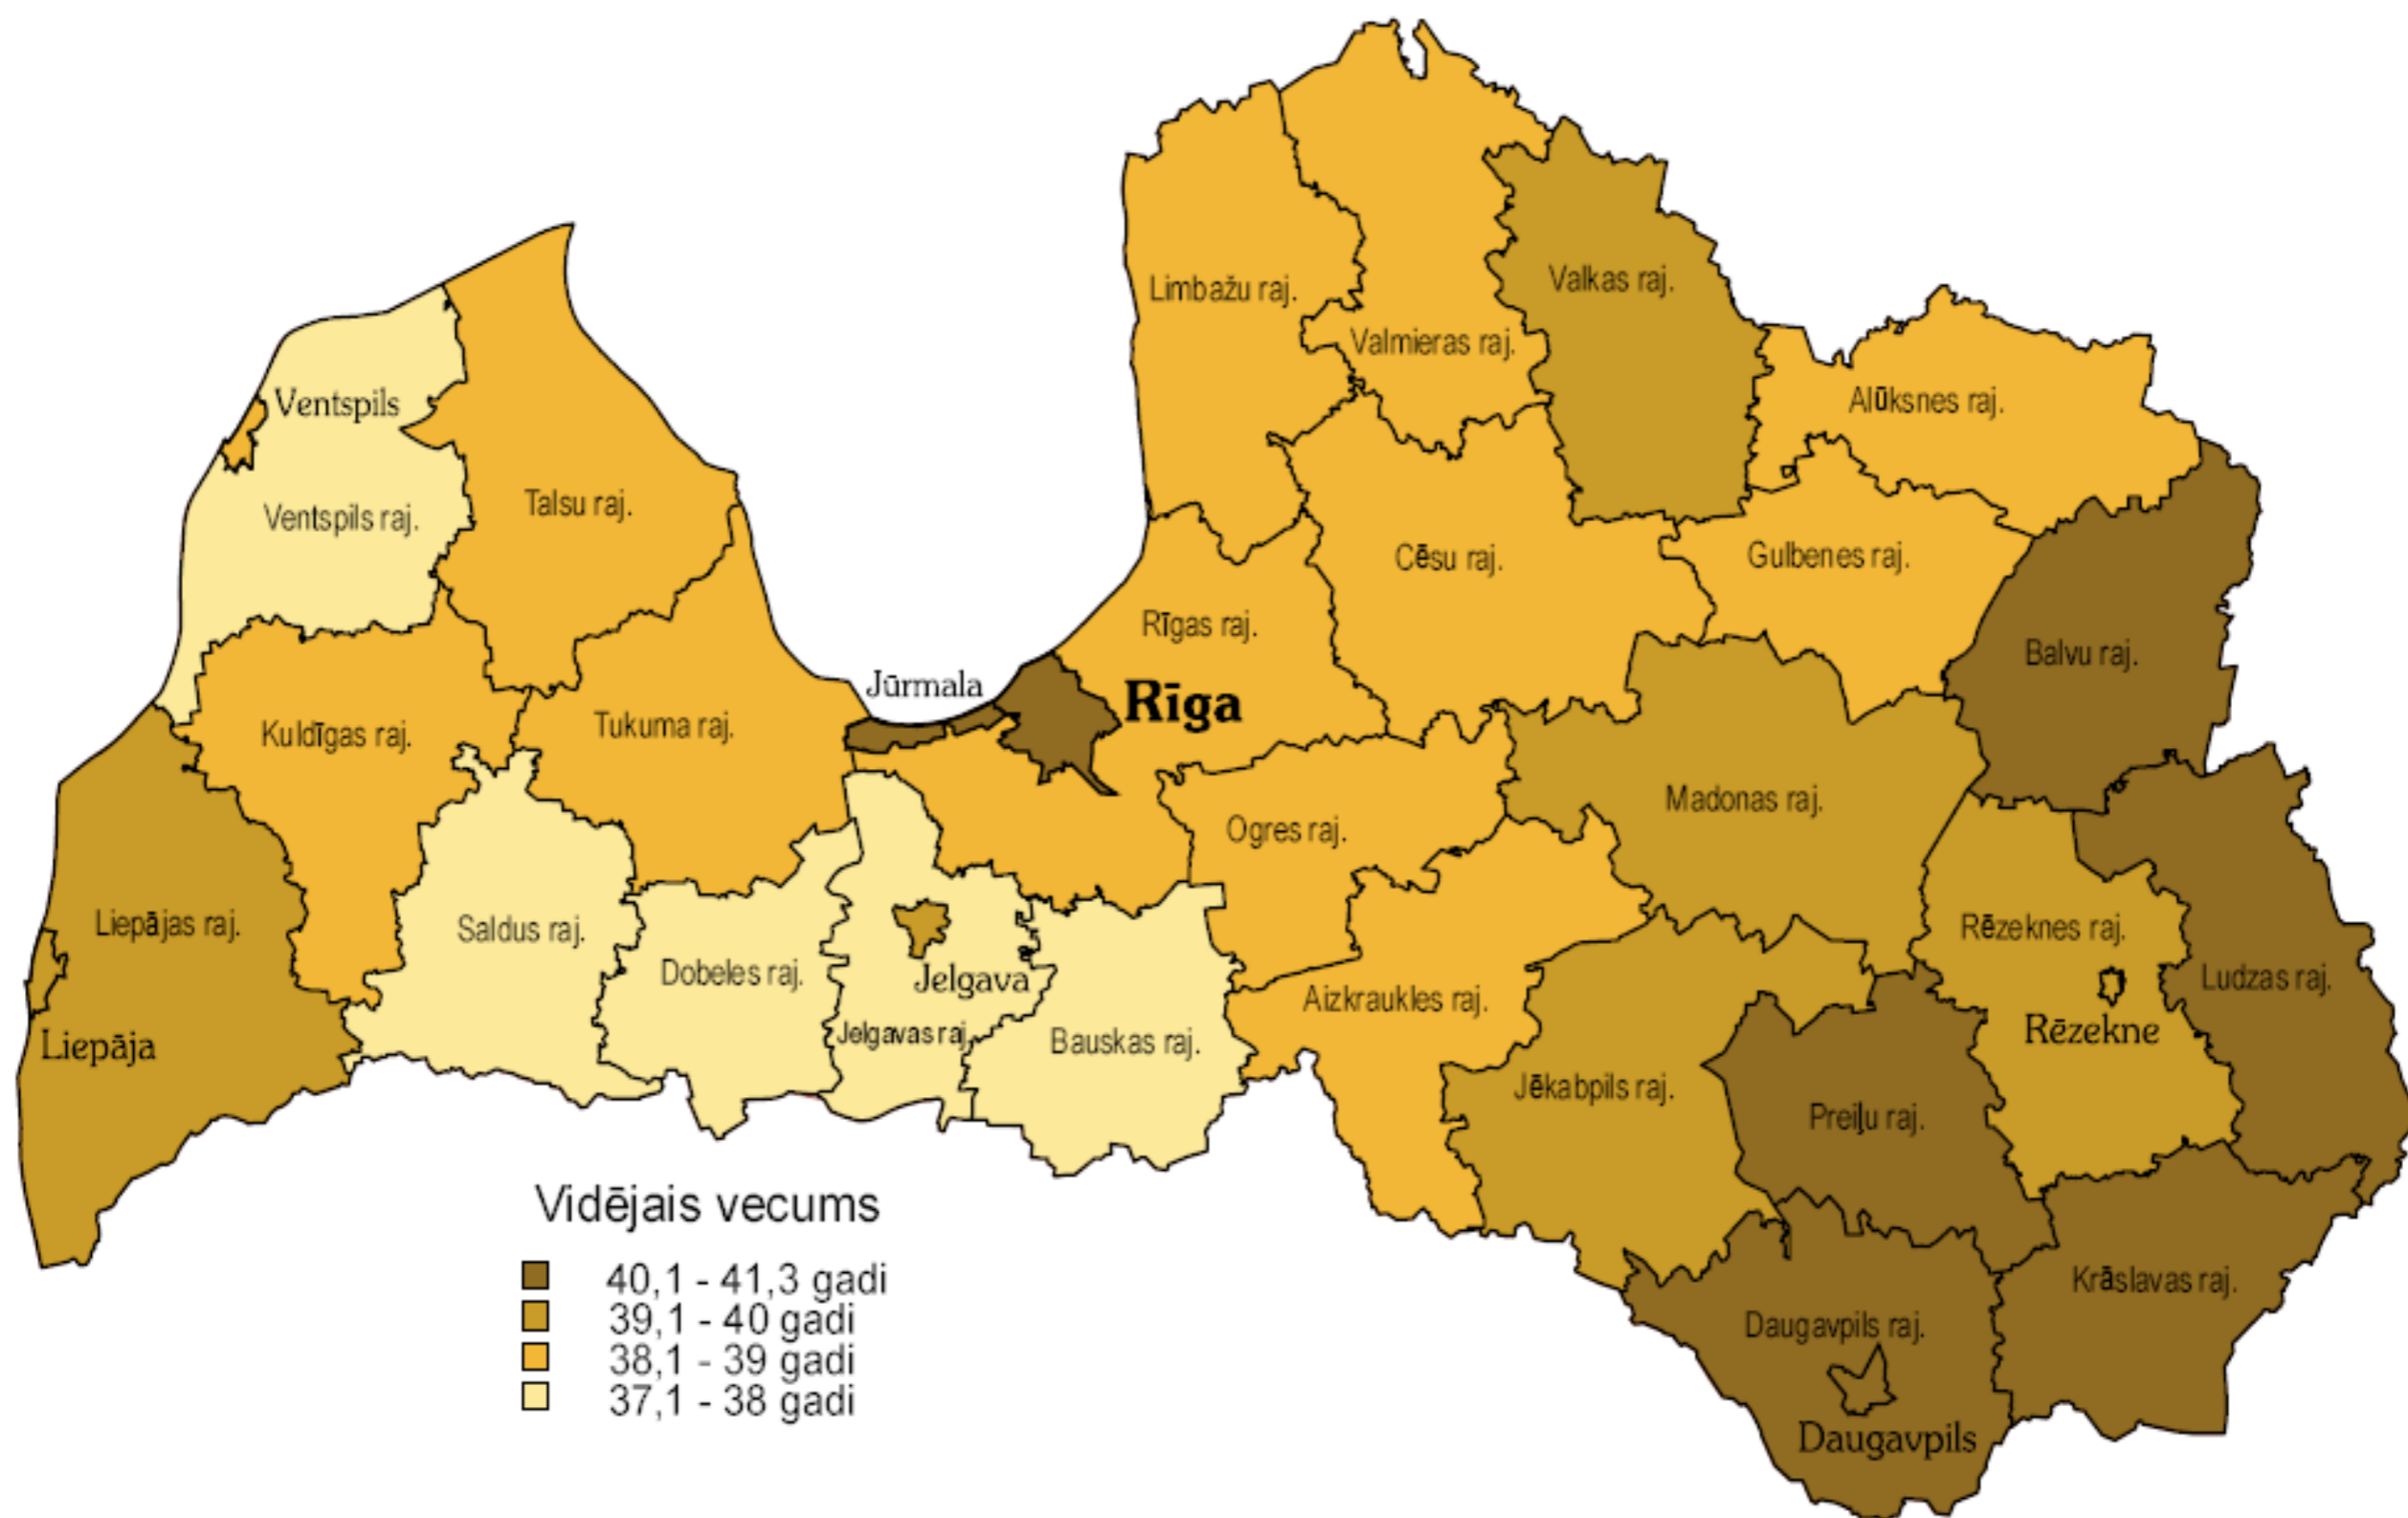 Limbažu raj.
Valkas raj.
Valmieras raj.
Alūksnes raj.
Ventspils
Talsu raj.
Ventspils raj.
Cēsu raj.
Gulbenes raj.
Rīgas raj.
Balvu raj.
Jūrmala
Rīga
Kuldīgas raj.
Tukuma raj.
Madonas raj.
Ogres raj.
Liepājas raj.
Saldus raj.
Rēzeknes raj.
Dobeles raj.
Jelgava
Ludzas raj.
Aizkraukles raj.
Rēzekne
Jelgavas raj.
Bauskas raj.
Liepāja
Jēkabpils raj.
Preiļu raj.
Krāslavas raj.
Daugavpils raj.
Daugavpils
Vidējais vecums
40,1 - 41,3 gadi
39,1 - 40 gadi
38,1 - 39 gadi
37,1 - 38 gadi